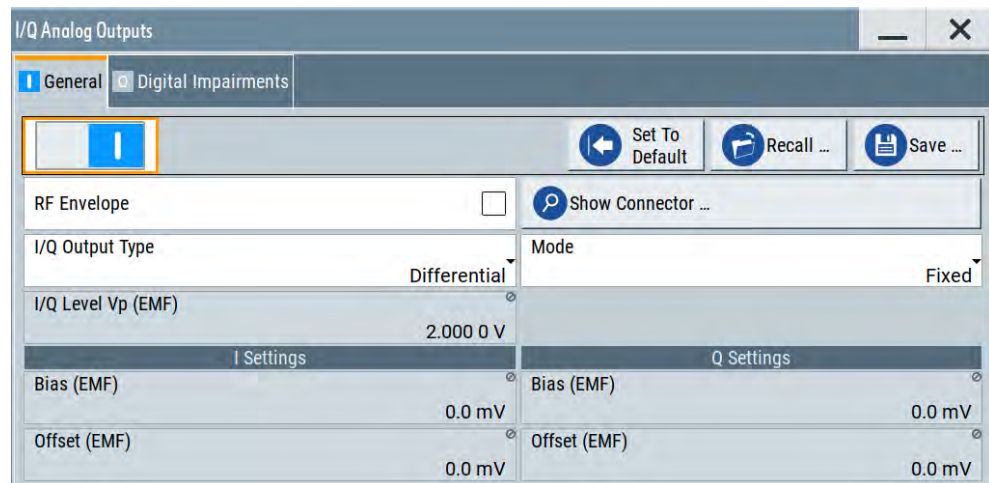 I/Q Analog Outputs
General
Digital Impairments
Set To
Default
Recall ...
Save ...
RF Envelope
Show Connector ...
I/Q Output Type
Differential
Mode
Fixed
I/Q Level Vp (EMF)
2.000 0 V
I Settings
Q Settings
Bias (EMF)
0.0 mV
Bias (EMF)
0.0 mV
Offset (EMF)
0.0 mV
Offset (EMF)
0.0 mV